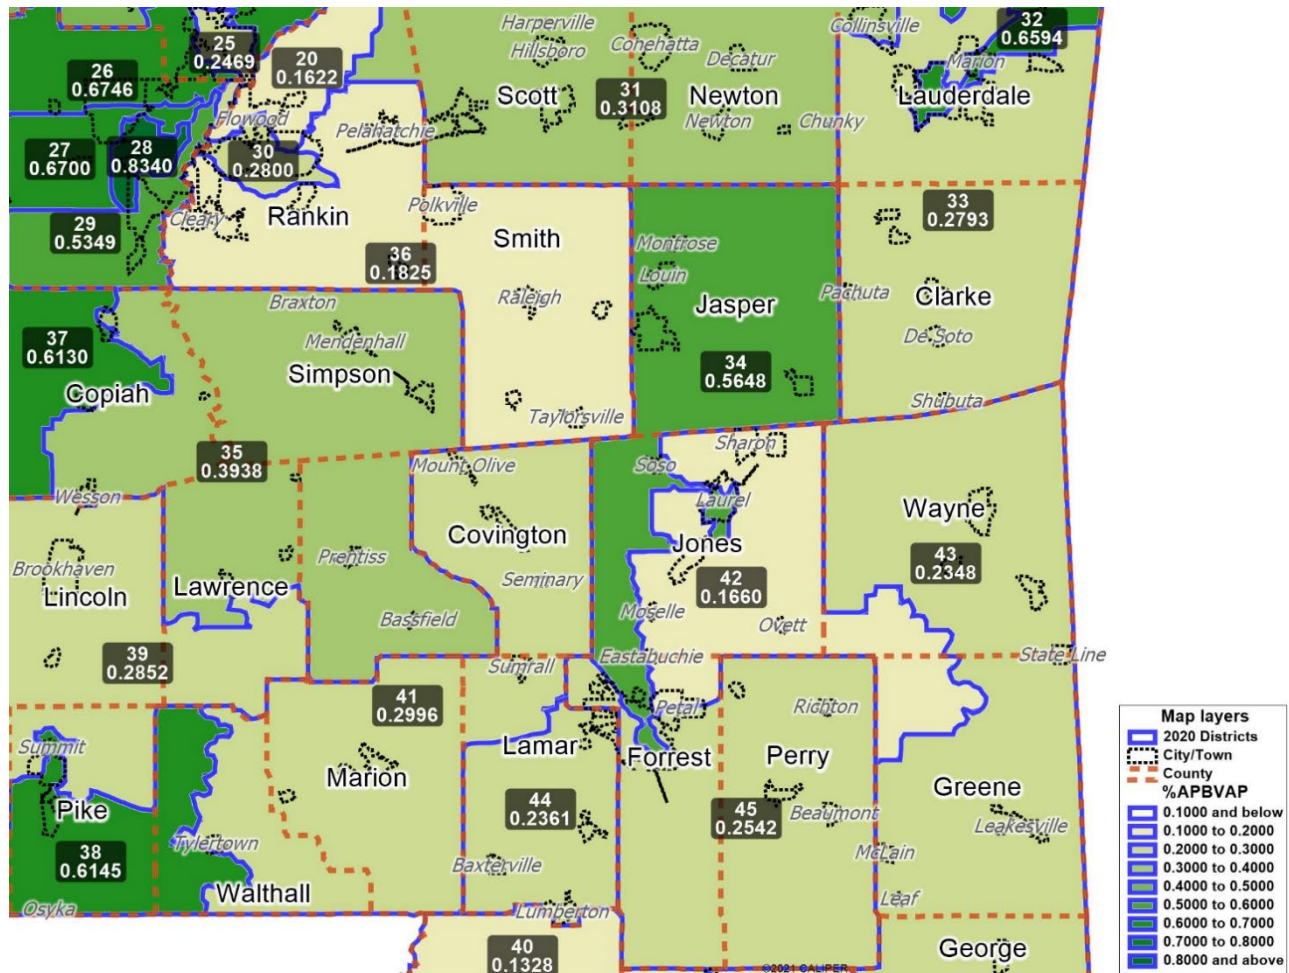 Harperville
Collinsville
32
0.6594
25
0.2469
20
0.1622
Hillsboro
Conehatta
Decatur
Marion
26
0.6746
31
0.3108
Scott
Newton
Lauderdale
Flowood
Pelahatchie
Newton
Chunky
27
0.6700
28
0.8340
30
0.2800
Cleary
Rankin
Polkville
33
0.2793
29
0.5349
Smith
Montrose
36
0.1825
Louin
Braxton
Raleigh
Jasper
Pachuta
Clarke
37
0.6130
Mendenhall
De Soto
Simpson
34
0.5648
Copiah
Shubuta
Taylorsville
35
0.3938
Mount Olive
Soso
Sharon
Wesson
Laurel
Wayne
Covington
Jones
43
0.2348
Brookhaven
Prentiss
Lincoln
Lawrence
Seminary
42
0.1660
Bassfield
Moselle
Ovett
39
0.2852
Sumrall
Eastabuchie
State Line
41
0.2996
Petal
Richton
Summit
Lamar
Forrest
Perry
Marion
Greene
Pike
44
0.2361
45
0.2542
Beaumont
Leakesville
Tylertown
38
0.6145
Baxterville
McLain
Walthall
Leaf
Osyka
Lumberton
40
0.1328
George
©2021 CALIPER
Map layers
2020 Districts
City/Town
County
%APBVAP
0.1000 and below
0.1000 to 0.2000
0.2000 to 0.3000
0.3000 to 0.4000
0.4000 to 0.5000
0.5000 to 0.6000
0.6000 to 0.7000
0.7000 to 0.8000
0.8000 and above